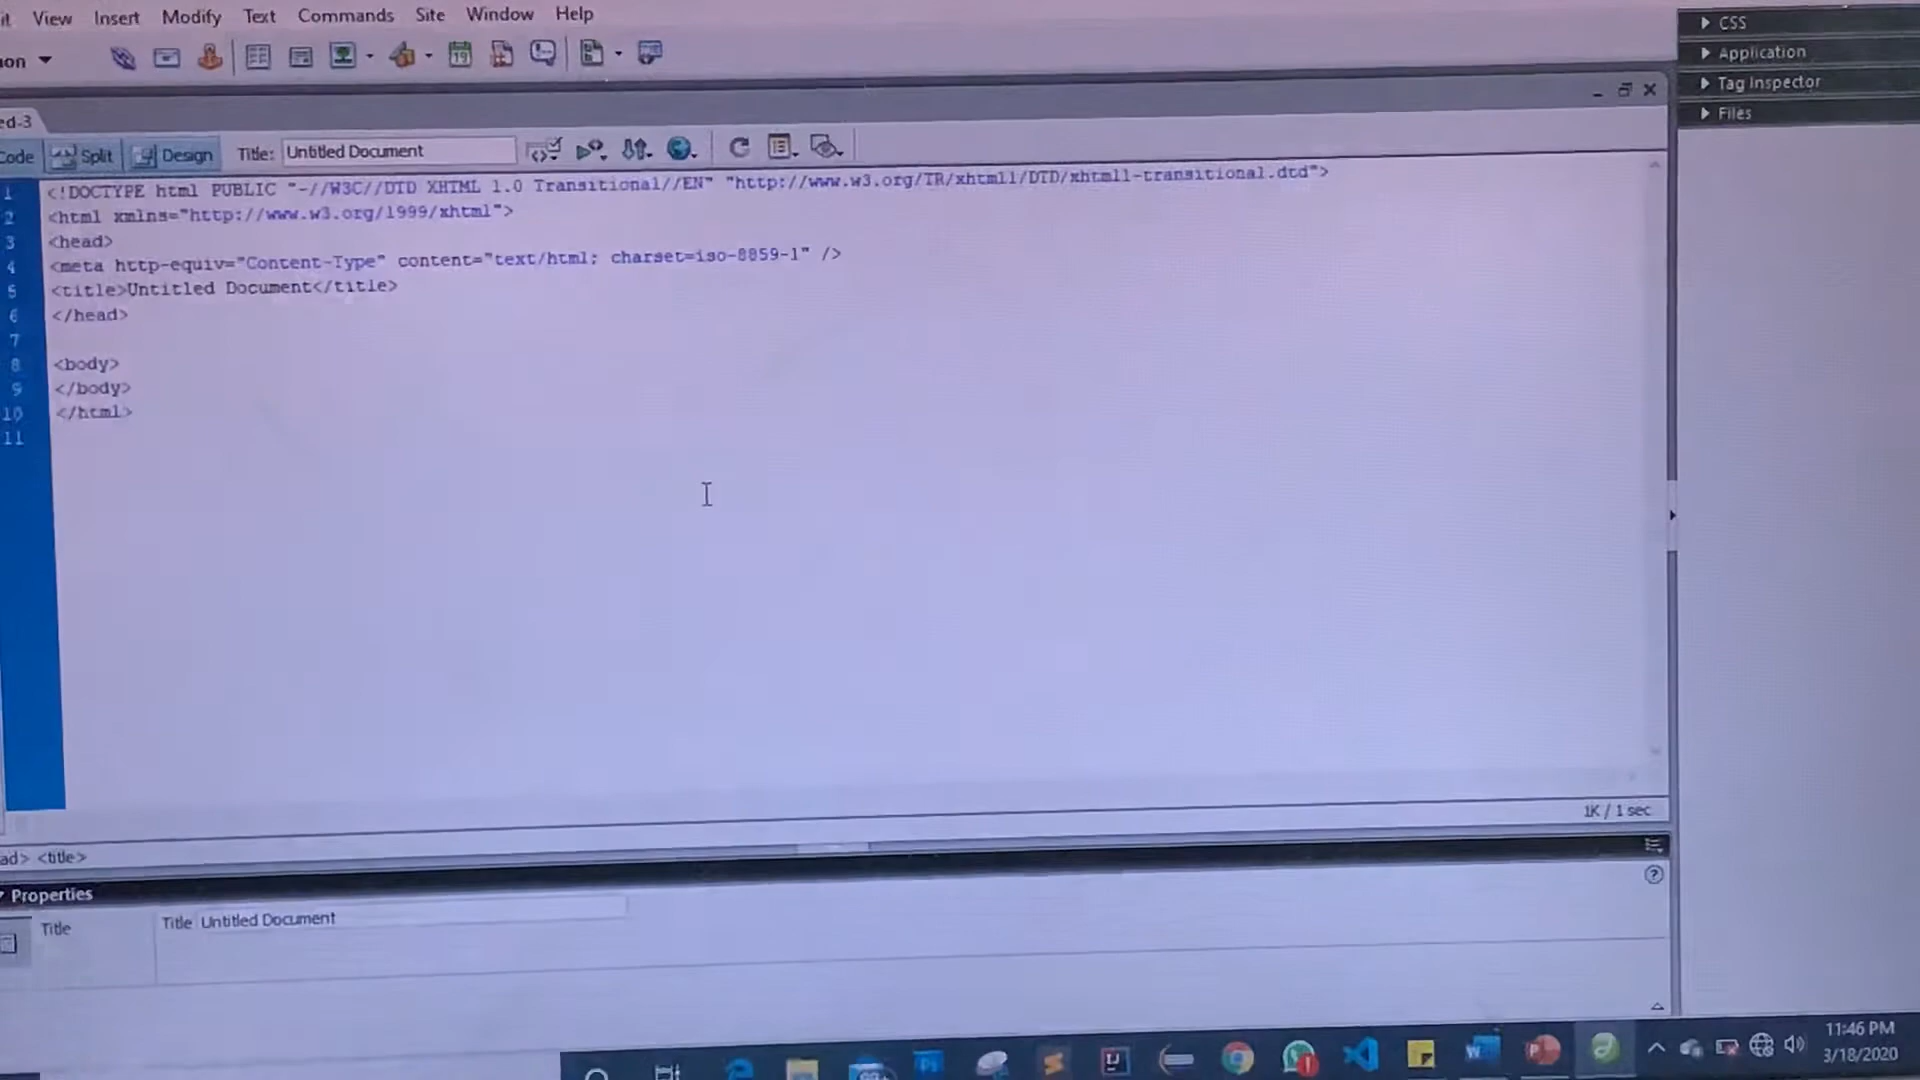 View Insert Modify Text Commands Site Window Help
CSS
Application
Tag Inspector
Files
Split Design Title: Untitled Document
1 <!DOCTYPE html PUBLIC "-//W3C//DTD XHTML 1.0 Transitional//EN" "http://www.w3.org/TR/xhtml1/DTD/xhtml1-transitional.dtd">
2 <html xmlns="http://www.w3.org/1999/xhtml">
3 <head>
4 <meta http-equiv="Content-Type" content="text/html; charset=iso-8859-1" />
5 <title>Untitled Document</title>
6 </head>
7
8 <body>
9 </body>
10 </html>
11
1K / 1 sec
<title>
Properties
Title Title Untitled Document
11:46 PM
3/18/2020